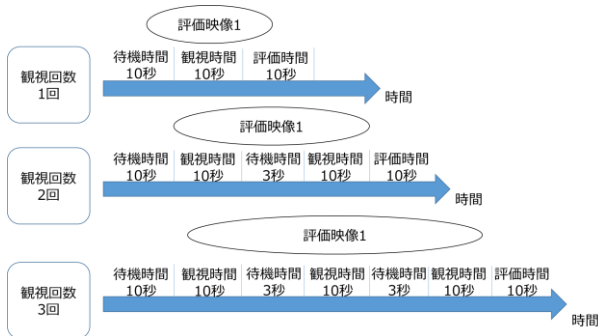 評価映像1
待機時間 観視時間 評価時間
10秒 10秒 10秒
観視回数
1回
時間
評価映像1
待機時間 観視時間 待機時間 観視時間 評価時間
10秒 10秒 3秒 10秒 10秒
観視回数
2回
時間
評価映像1
待機時間 観視時間 待機時間 観視時間 待機時間 観視時間 評価時間
10秒 10秒 3秒 10秒 3秒 10秒 10秒
観視回数
3回
時間